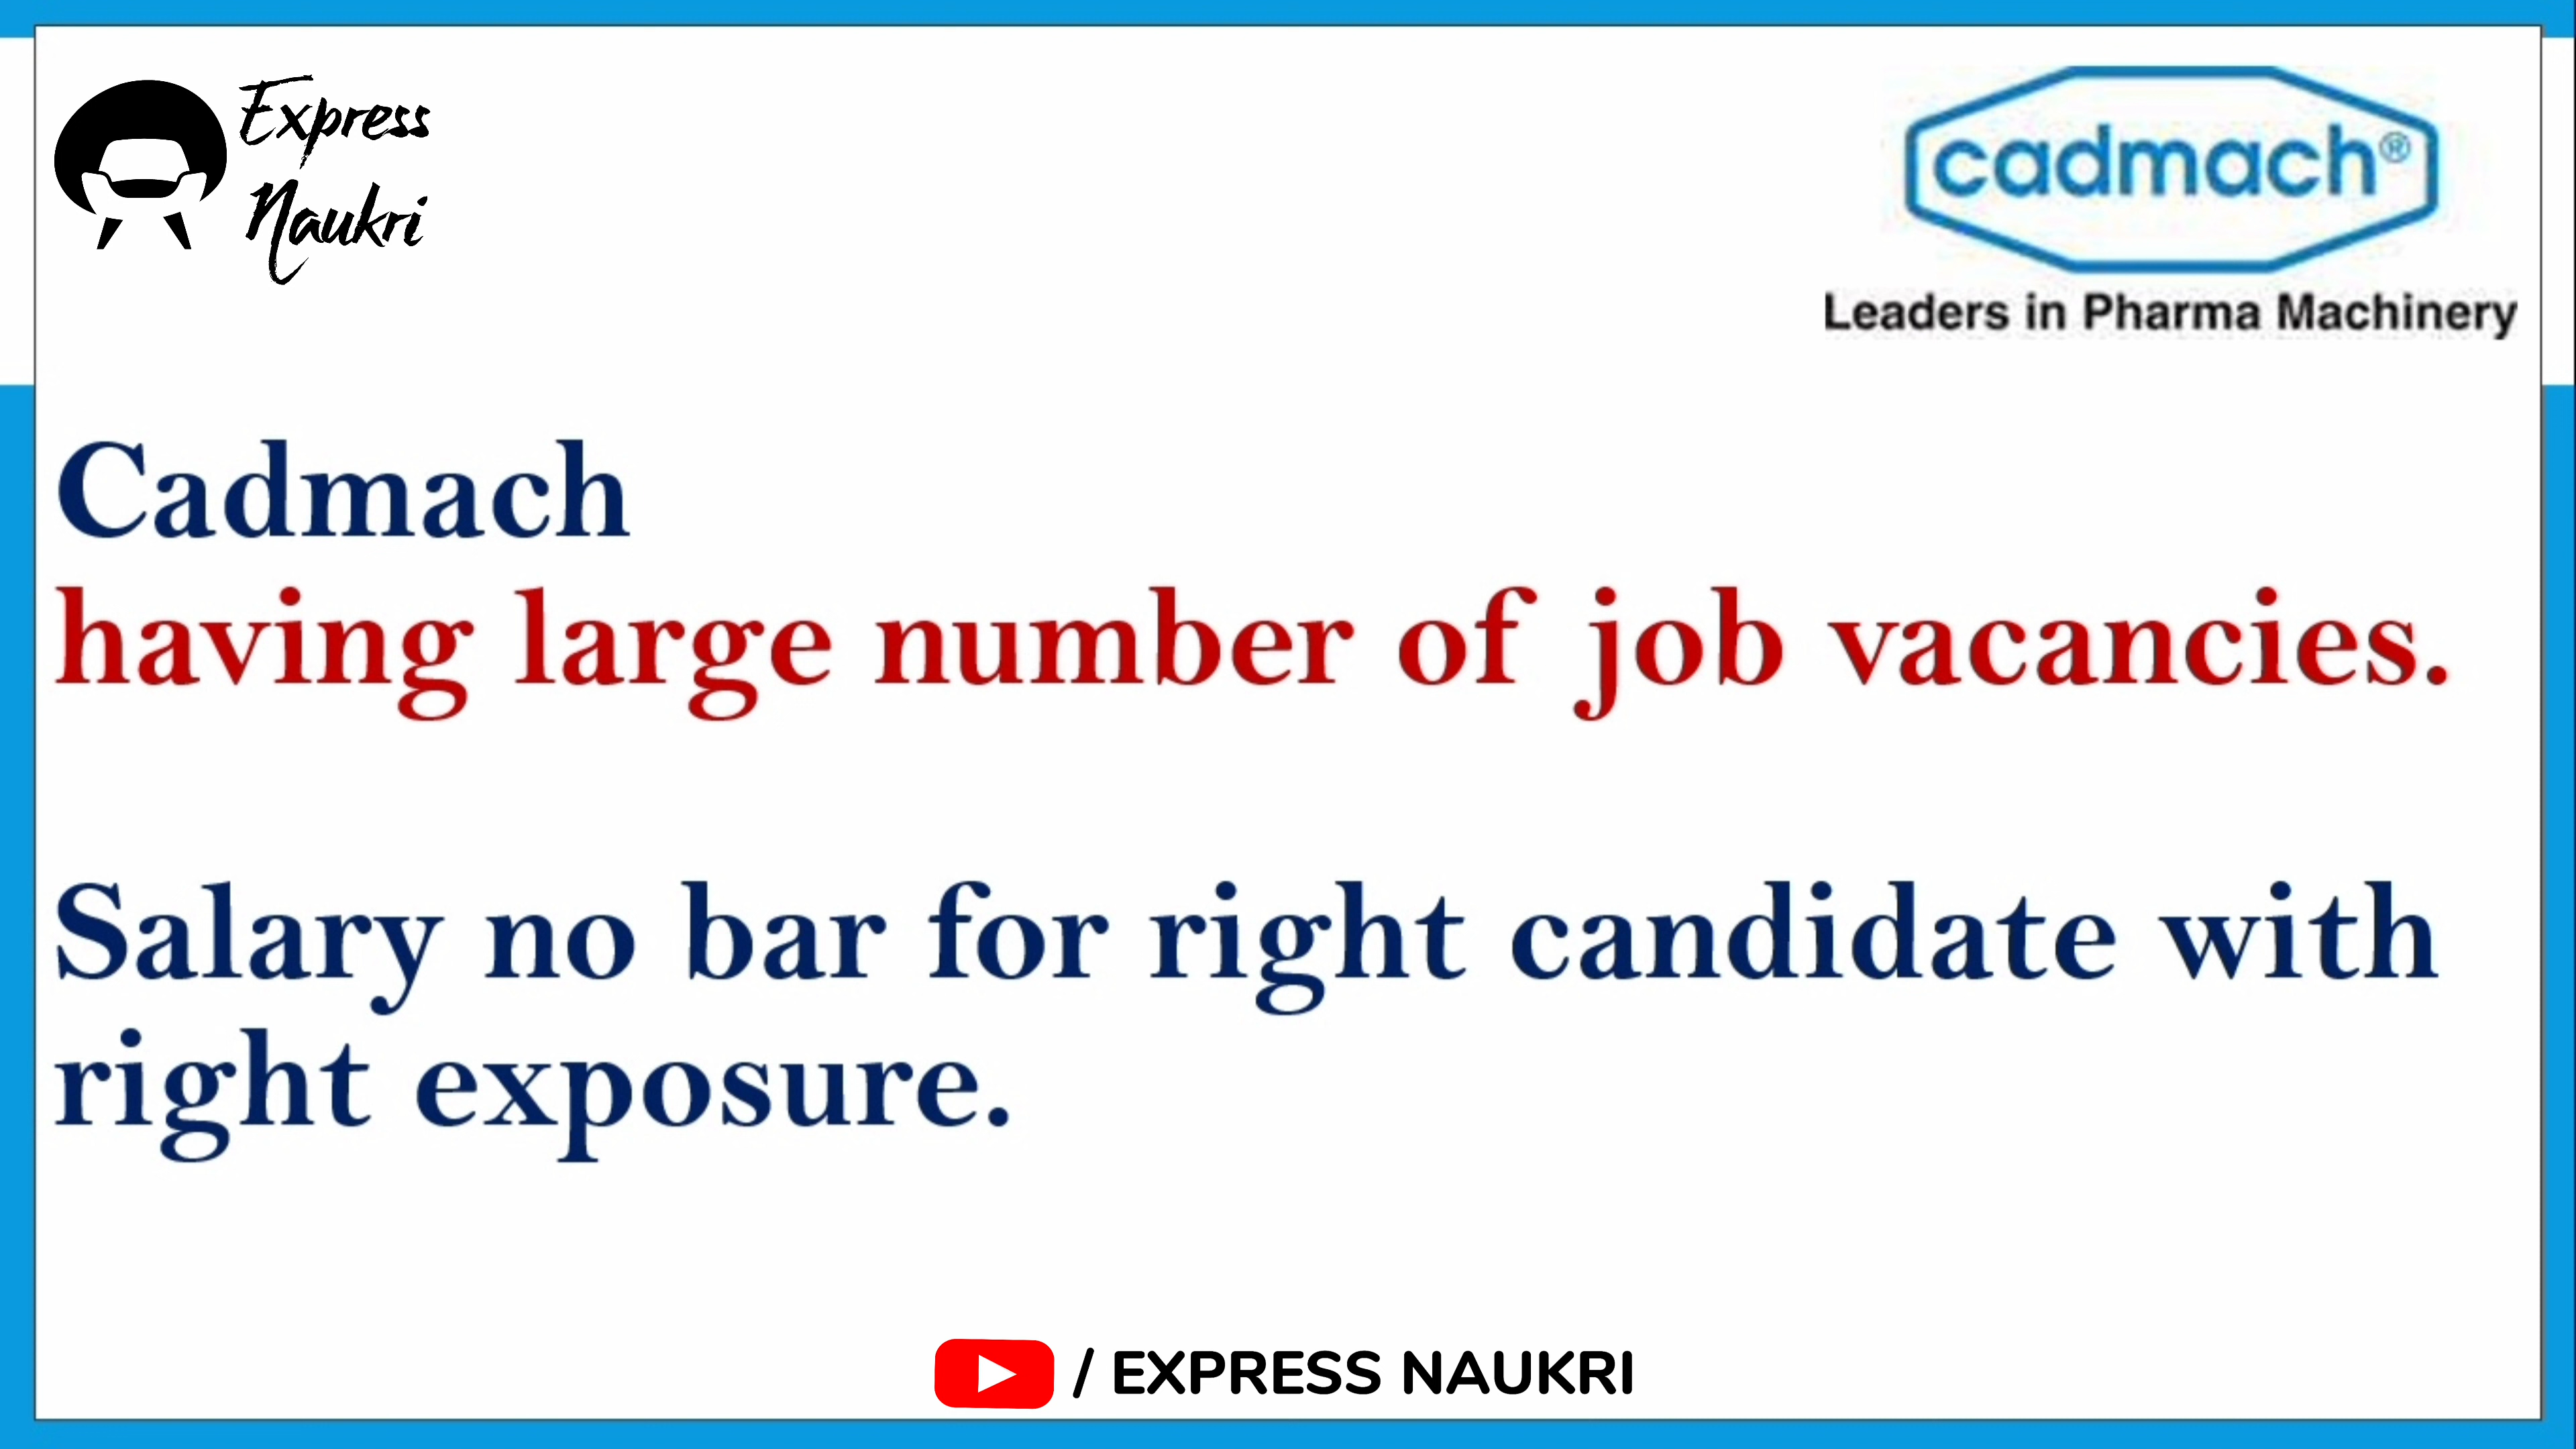 Express
Naukri
cadmach®
Leaders in Pharma Machinery
Cadmach
having large number of job vacancies.
Salary no bar for right candidate with
right exposure.
/ EXPRESS NAUKRI